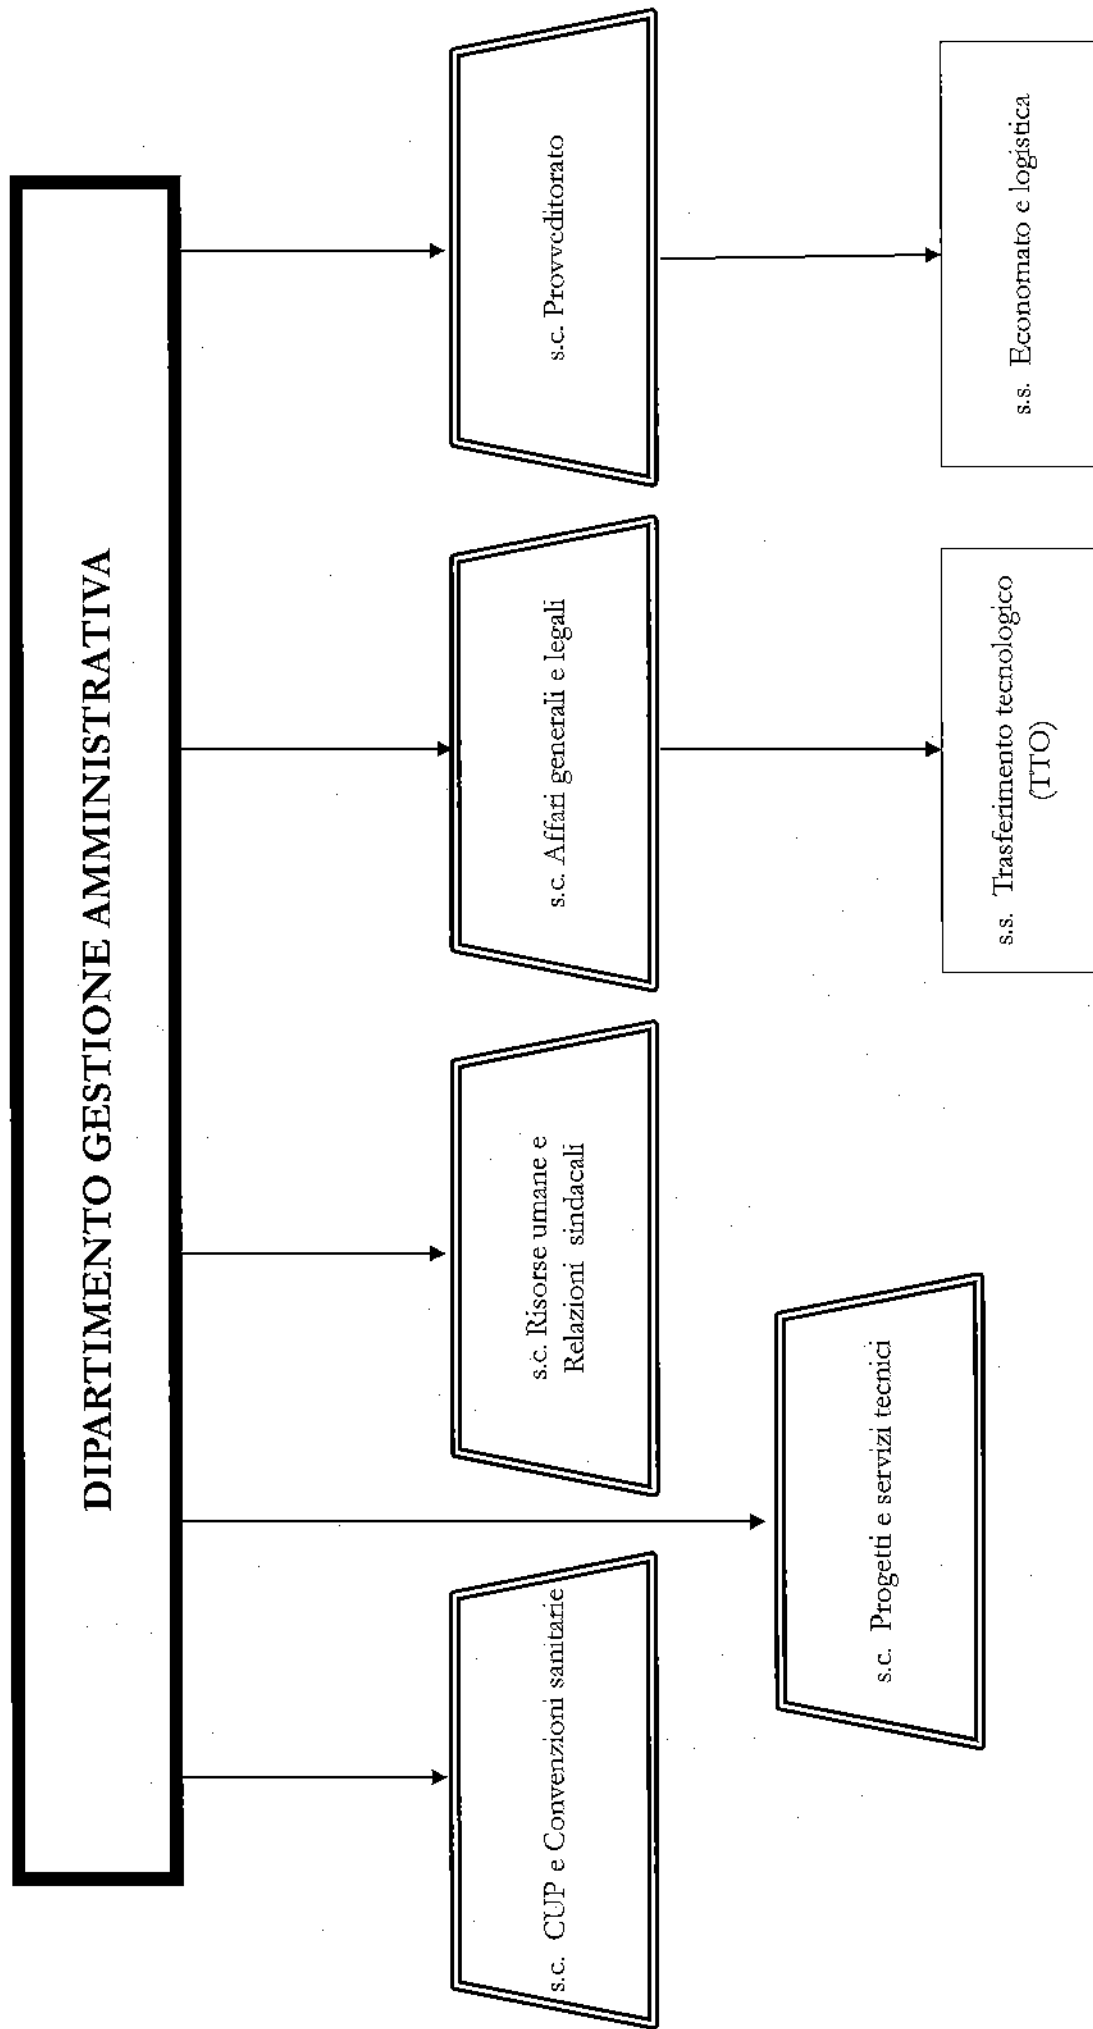 DIPARTIMENTO GESTIONE AMMINISTRATIVA
s.c. CUP e Convenzioni sanitarie
s.c. Risorse umane e
Relazioni sindacali
s.c. Affari generali e legali
s.c. Provveditorato
s.c. Progetti e servizi tecnici
s.s. Trasferimento tecnologico
(TTO)
s.s. Economato e logistica